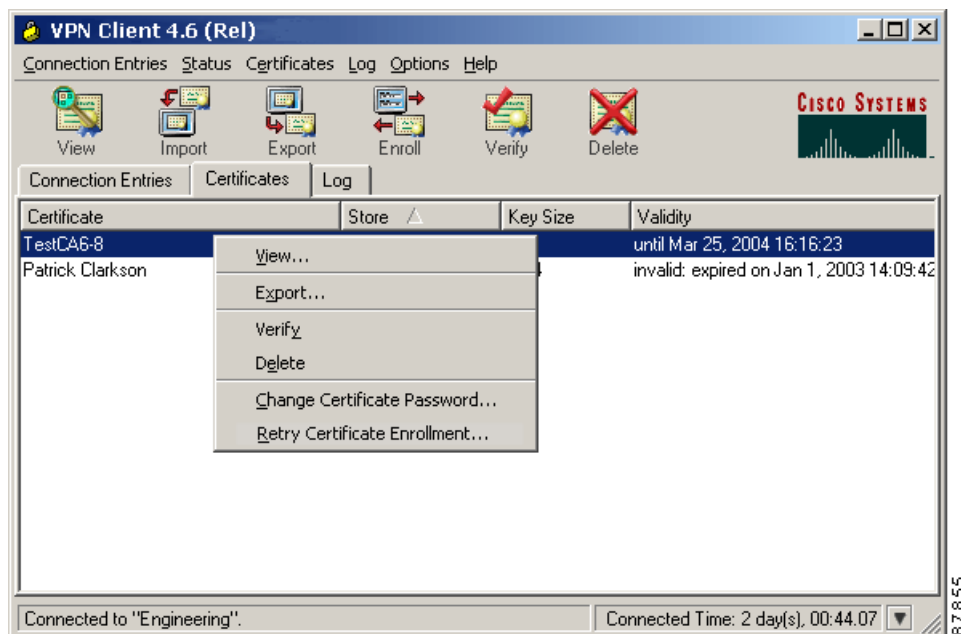 VPN Client 4.6 (Rel)
Connection Entries Status Certificates Log Options Help
View Import Export Enroll Verify Delete
CISCO SYSTEMS
Connection Entries Certificates Log
Certificate Store Key Size Validity
TestCA6-8 until Mar 25, 2004 16:16:23
Patrick Clarkson invalid: expired on Jan 1, 2003 14:09:42
View...
Export...
Verify
Delete
Change Certificate Password...
Retry Certificate Enrollment...
Connected to "Engineering". Connected Time: 2 day(s), 00:44.07
87855